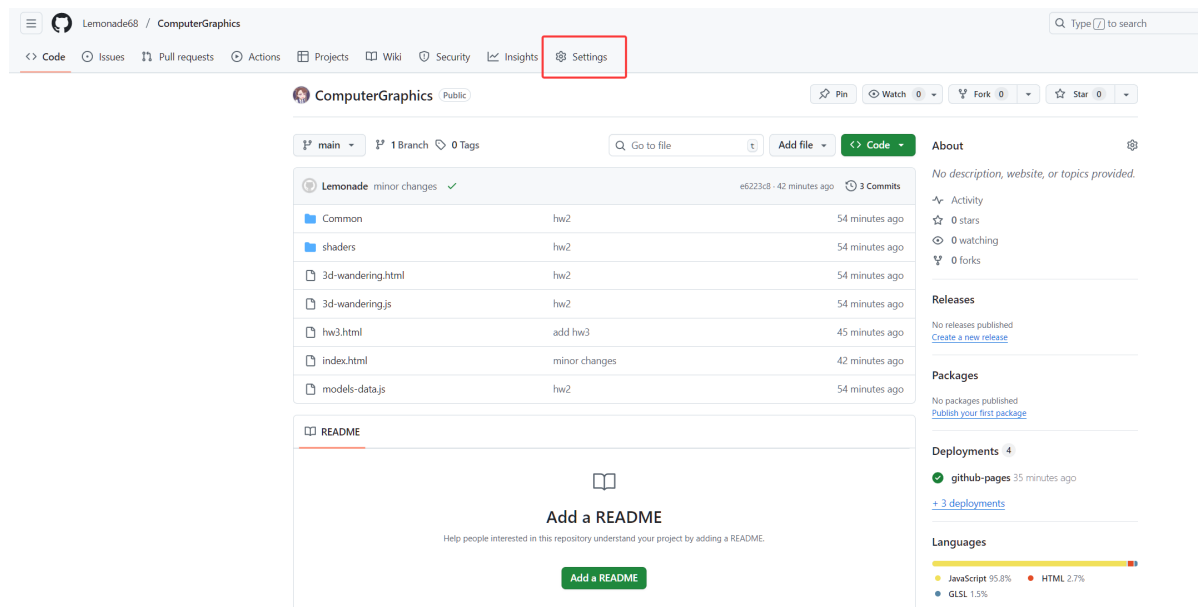 Lemonade68 / ComputerGraphics
Type / to search
Code Issues Pull requests Actions Projects Wiki Security Insights Settings
ComputerGraphics Public
Pin Watch 0 Fork 0 Star 0
main 1 Branch 0 Tags
Go to file t Add file Code
Lemonade minor changes e6223c8 · 42 minutes ago 3 Commits
Common hw2 54 minutes ago
shaders hw2 54 minutes ago
3d-wandering.html hw2 54 minutes ago
3d-wandering.js hw2 54 minutes ago
hw3.html add hw3 45 minutes ago
index.html minor changes 42 minutes ago
models-data.js hw2 54 minutes ago
README
Add a README
Help people interested in this repository understand your project by adding a README.
Add a README
About
No description, website, or topics provided.
Activity
0 stars
0 watching
0 forks
Releases
No releases published
Create a new release
Packages
No packages published
Publish your first package
Deployments 4
github-pages 35 minutes ago
+ 3 deployments
Languages
JavaScript 95.8% HTML 2.7%
GLSL 1.5%